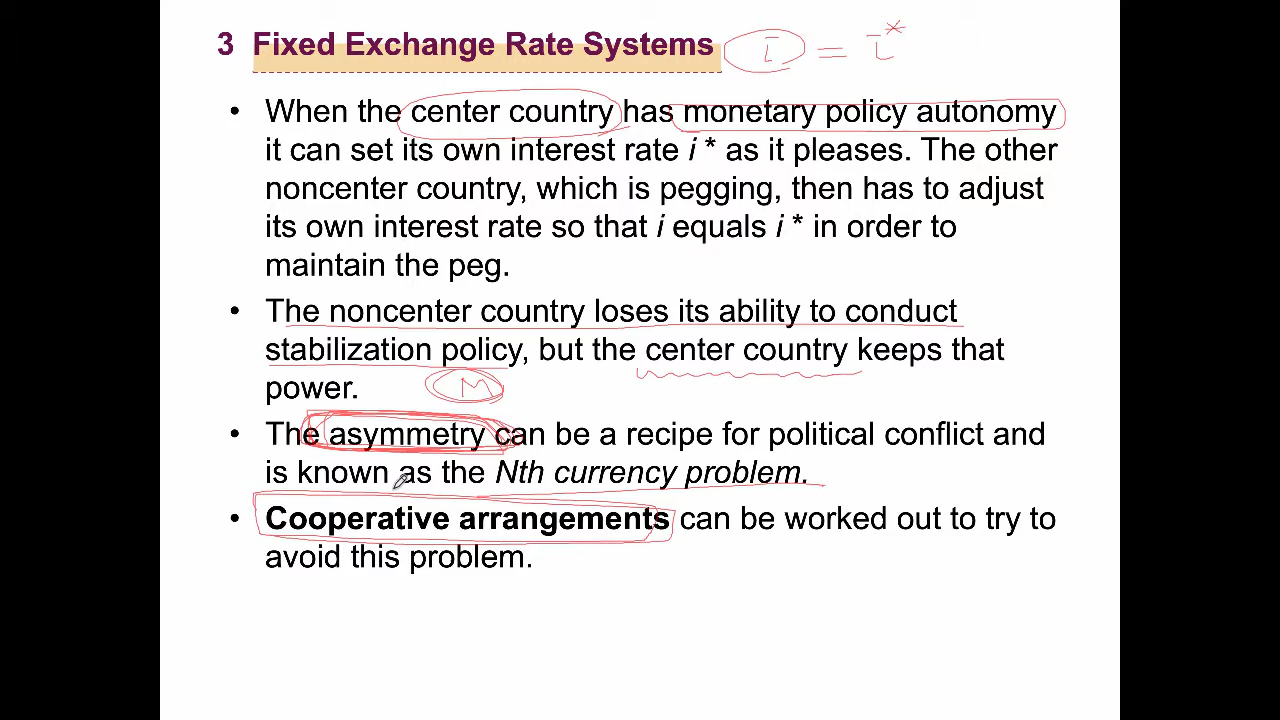 3 Fixed Exchange Rate Systems i = i*
• When the center country has monetary policy autonomy
it can set its own interest rate i * as it pleases. The other
noncenter country, which is pegging, then has to adjust
its own interest rate so that i equals i * in order to
maintain the peg.
• The noncenter country loses its ability to conduct
stabilization policy, but the center country keeps that
power. M
• The asymmetry can be a recipe for political conflict and
is known as the Nth currency problem.
• Cooperative arrangements can be worked out to try to
avoid this problem.